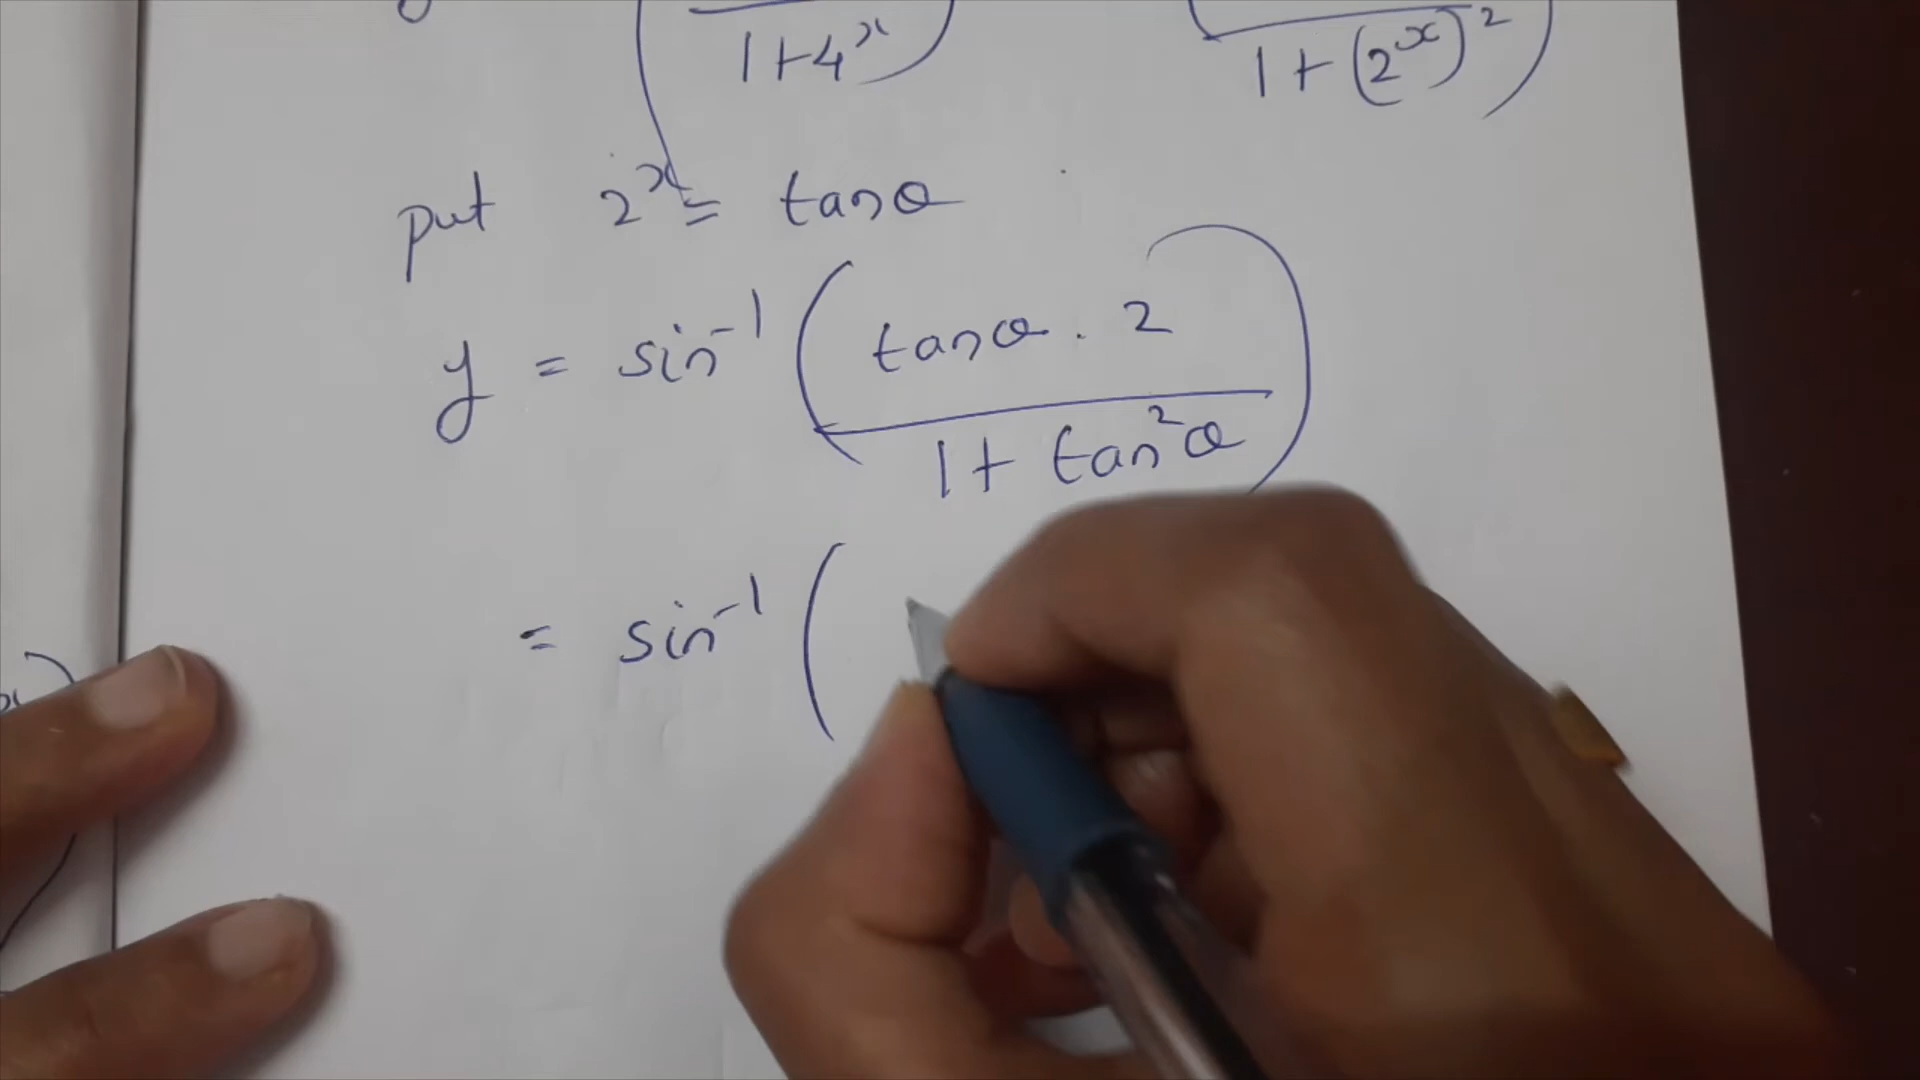 1+4^x 1+(2^x)^2
put 2^x = tanθ
y = sin^-1 ( tanθ . 2 / 1 + tan^2θ )
= sin^-1 (